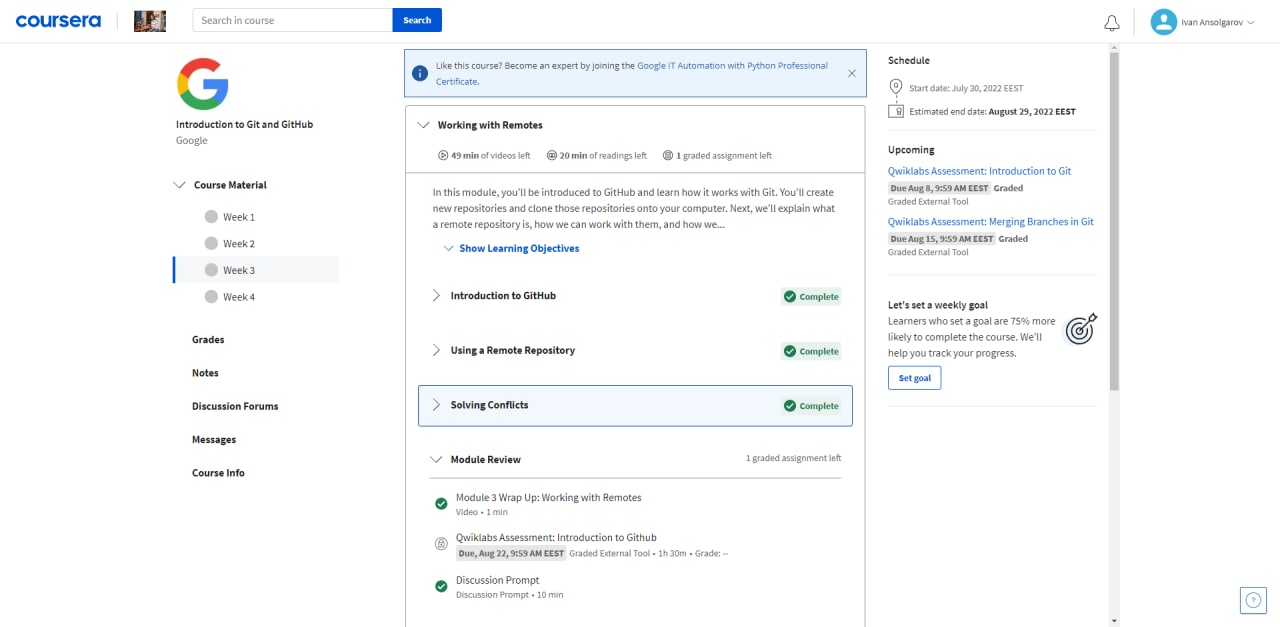 coursera
Search in course
Search
Ivan Ansolgarov
Introduction to Git and GitHub
Google
Course Material
Week 1
Week 2
Week 3
Week 4
Grades
Notes
Discussion Forums
Messages
Course Info
Like this course? Become an expert by joining the Google IT Automation with Python Professional
Certificate.
Working with Remotes
49 min of videos left 20 min of readings left 1 graded assignment left
In this module, you'll be introduced to GitHub and learn how it works with Git. You'll create
new repositories and clone those repositories onto your computer. Next, we'll explain what
a remote repository is, how we can work with them, and how we...
Show Learning Objectives
Introduction to GitHub Complete
Using a Remote Repository Complete
Solving Conflicts Complete
Module Review 1 graded assignment left
Module 3 Wrap Up: Working with Remotes
Video • 1 min
Qwiklabs Assessment: Introduction to Github
Due, Aug 22, 9:59 AM EEST Graded External Tool • 1h 30m • Grade: --
Discussion Prompt
Discussion Prompt • 10 min
Schedule
Start date: July 30, 2022 EEST
Estimated end date: August 29, 2022 EEST
Upcoming
Qwiklabs Assessment: Introduction to Git
Due Aug 8, 9:59 AM EEST Graded
Graded External Tool
Qwiklabs Assessment: Merging Branches in Git
Due Aug 15, 9:59 AM EEST Graded
Graded External Tool
Let's set a weekly goal
Learners who set a goal are 75% more
likely to complete the course. We'll
help you track your progress.
Set goal